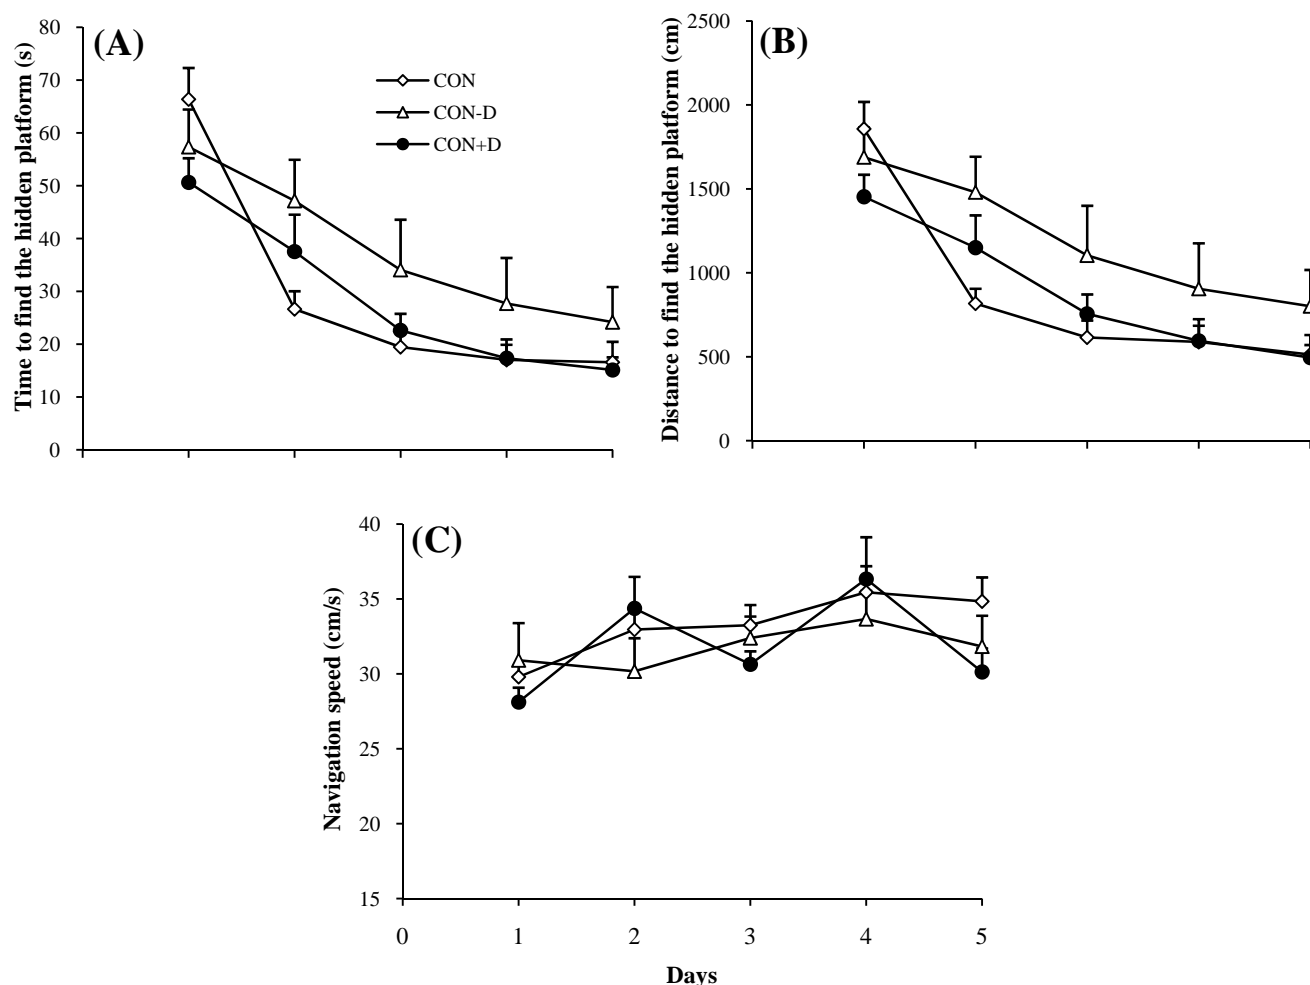 (A)
Time to find the hidden platform (s)
80
70
60
50
40
30
20
10
0
CON
CON-D
CON+D
(B)
Distance to find the hidden platform (cm)
2500
2000
1500
1000
500
0
(C)
Navigation speed (cm/s)
40
35
30
25
20
15
0 1 2 3 4 5
Days